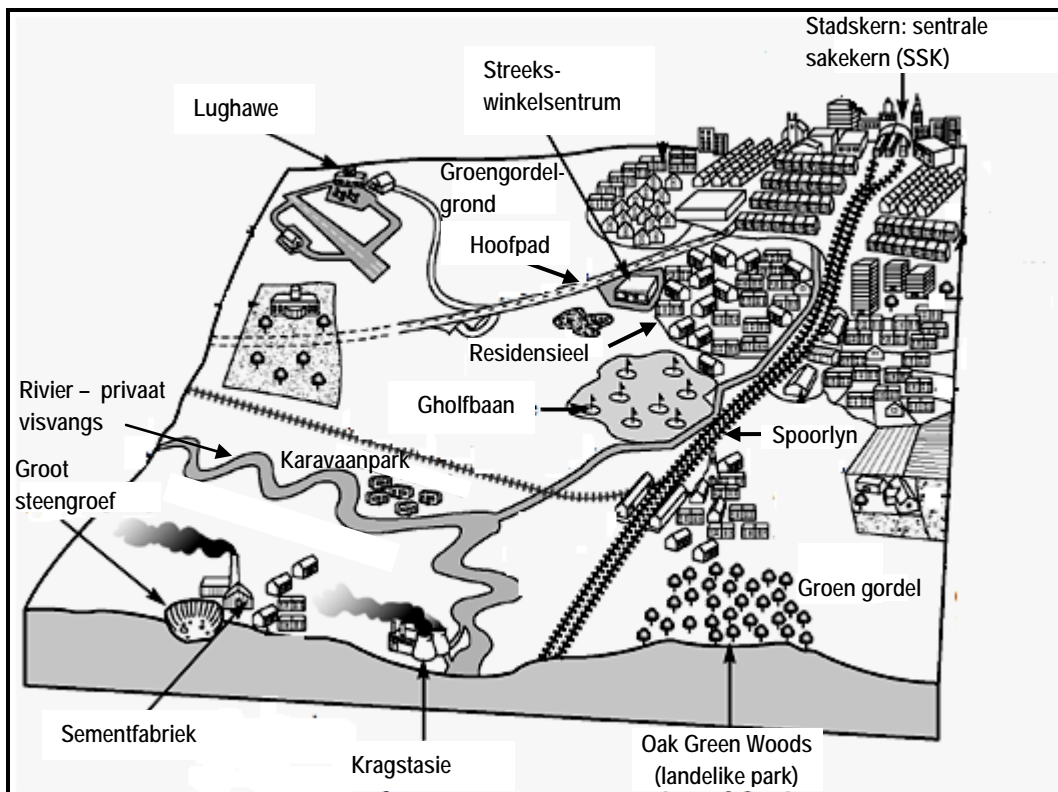 Stadskern: sentrale
sakekern (SSK)
Streeks-
winkelsentrum
Lughawe
Groengordel-
grond
Hoofpad
Residensieel
Rivier – privaat
visvangs
Gholfbaan
Spoorlyn
Karavaanpark
Groot
steengroef
Groen gordel
Sementfabriek
Kragstasie
Oak Green Woods
(landelike park)